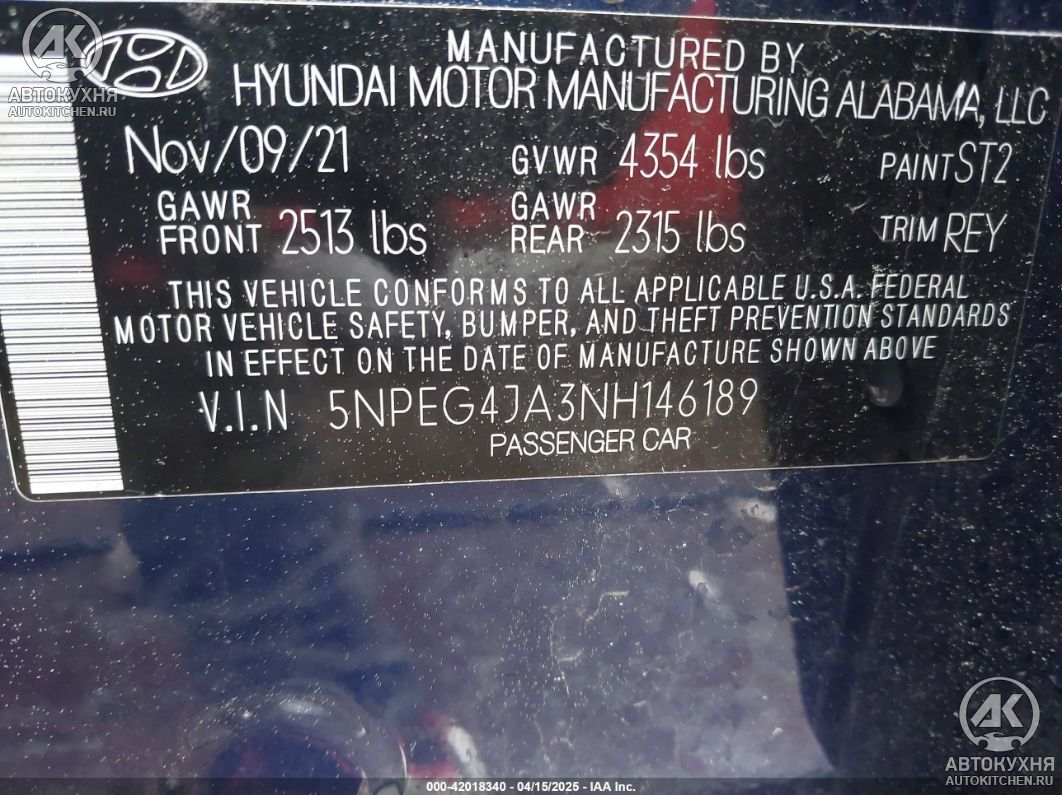 АК
АВТОКУХНЯ
AUTOKITCHEN.RU
MANUFACTURED BY
HYUNDAI MOTOR MANUFACTURING ALABAMA, LLC
Nov/09/21 GVWR 4354 lbs PAINT ST2
GAWR FRONT 2513 lbs GAWR REAR 2315 lbs TRIM REY
THIS VEHICLE CONFORMS TO ALL APPLICABLE U.S.A. FEDERAL
MOTOR VEHICLE SAFETY, BUMPER, AND THEFT PREVENTION STANDARDS
IN EFFECT ON THE DATE OF MANUFACTURE SHOWN ABOVE
V.I.N 5NPEG4JA3NH146189
PASSENGER CAR
АК
АВТОКУХНЯ
AUTOKITCHEN.RU
000-42018340 - 04/15/2025 - IAA Inc.